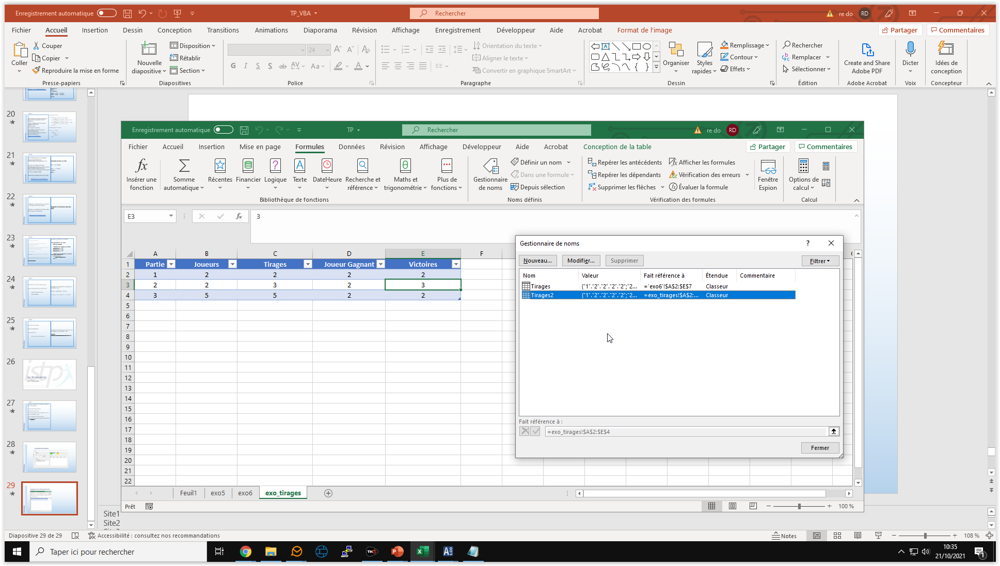 Enregistrement automatique TP_VBA Rechercher re do RD
Fichier Accueil Insertion Dessin Conception Transitions Animations Diaporama Révision Affichage Enregistrement Développeur Aide Acrobat Format de l'image Partager Commentaires
Coller Couper Copier Reproduire la mise en forme Presse-papiers
Nouvelle diapositive Disposition Rétablir Section Diapositives
24 G I S S ab AV Aa A Police
Orientation du texte Aligner le texte Convertir en graphique SmartArt Paragraphe
Organiser Styles rapides Remplissage Contour Effets Dessin
Rechercher Remplacer Sélectionner Édition
Create and Share Adobe PDF Adobe Acrobat
Dicter Voix
Idées de conception Concepteur
20
21
22
23
24
25
26
istp
les formulaires
27
28
29
Enregistrement automatique TP Rechercher re do RD
Fichier Accueil Insertion Mise en page Formules Données Révision Affichage Développeur Aide Acrobat Conception de la table Partager Commentaires
Insérer une fonction Somme automatique Récentes Financier Logique Texte DateHeure Recherche et référence Maths et trigonométrie Plus de fonctions
Bibliothèque de fonctions
Gestionnaire de noms Définir un nom Dans une formule Depuis sélection
Noms définis
Repérer les antécédents Repérer les dépendants Supprimer les flèches Afficher les formules Vérification des erreurs Évaluer la formule
Vérification des formules
Fenêtre Espion
Options de calcul
Calcul
E3 fx 3
A B C D E F
1 Partie Joueurs Tirages Joueur Gagnant Victoires
2 1 2 2 2 2
3 2 2 3 2 3
4 3 5 5 2 2
5
6
7
8
9
10
11
12
13
14
15
16
17
18
19
20
21
22
Gestionnaire de noms ?
Nouveau... Modifier... Supprimer Filtrer
Nom Valeur Fait référence à Étendue Commentaire
Tirages {"1"."2"."2"."2"."2";"2... ='exo6'!$A$2:$E$7 Classeur
Tirages2 {"1"."2"."2"."2"."2";"2... =exo_tirages!$A$2:... Classeur
Fait référence à :
=exo_tirages!$A$2:$E$4
Fermer
Feuil1 exo5 exo6 exo_tirages
Prêt 100 %
Site1
Site2
Diapositive 29 de 29 Accessibilité : consultez nos recommandations Notes 108 %
Taper ici pour rechercher
10:35
21/10/2021
1